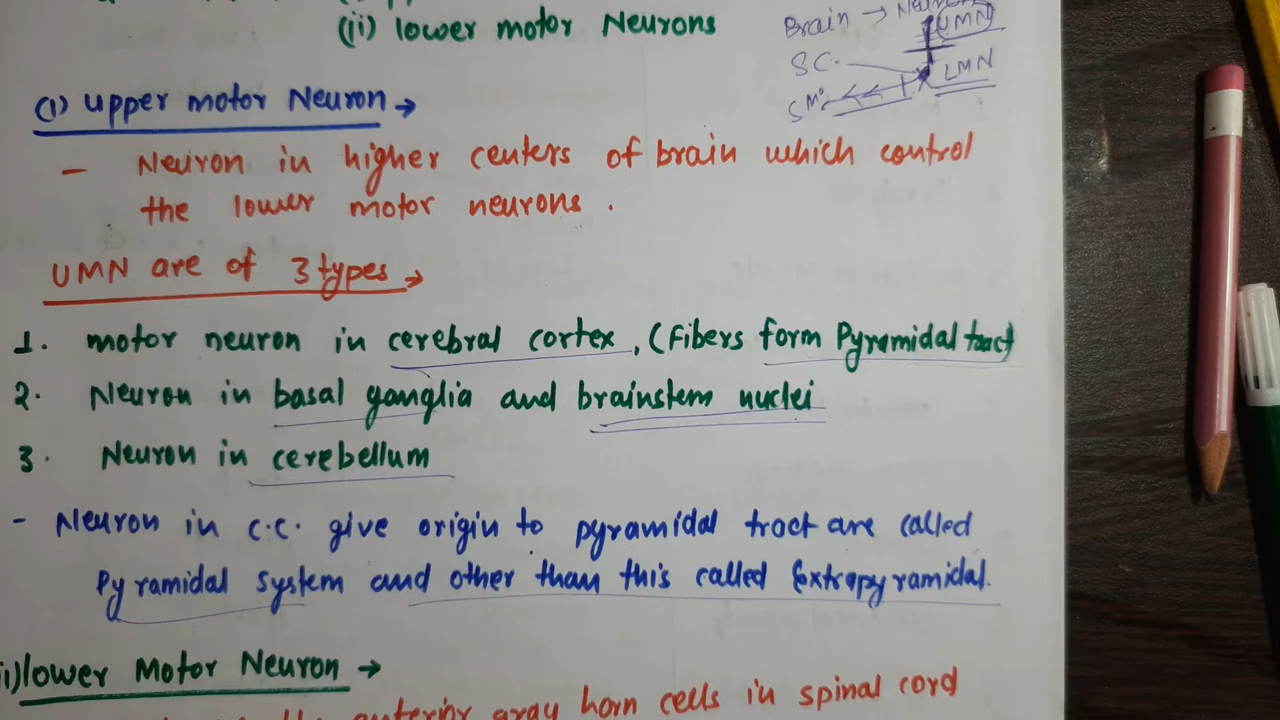 (ii) lower motor Neurons
Brain → Neuron
UMN
SC.
LMN
SM
(1) upper motor Neuron →
- Neuron in higher centers of brain which control
the lower motor neurons.
UMN are of 3 types →
1. motor neuron in cerebral cortex, (Fibers form Pyramidal tract
2. Neuron in basal ganglia and brainstem nuclei
3. Neuron in cerebellum
- Neuron in c.c. give origin to pyramidal tract are called
Pyramidal system and other than this called Extrapyramidal.
i) lower Motor Neuron →
anterior gray horn cells in spinal cord